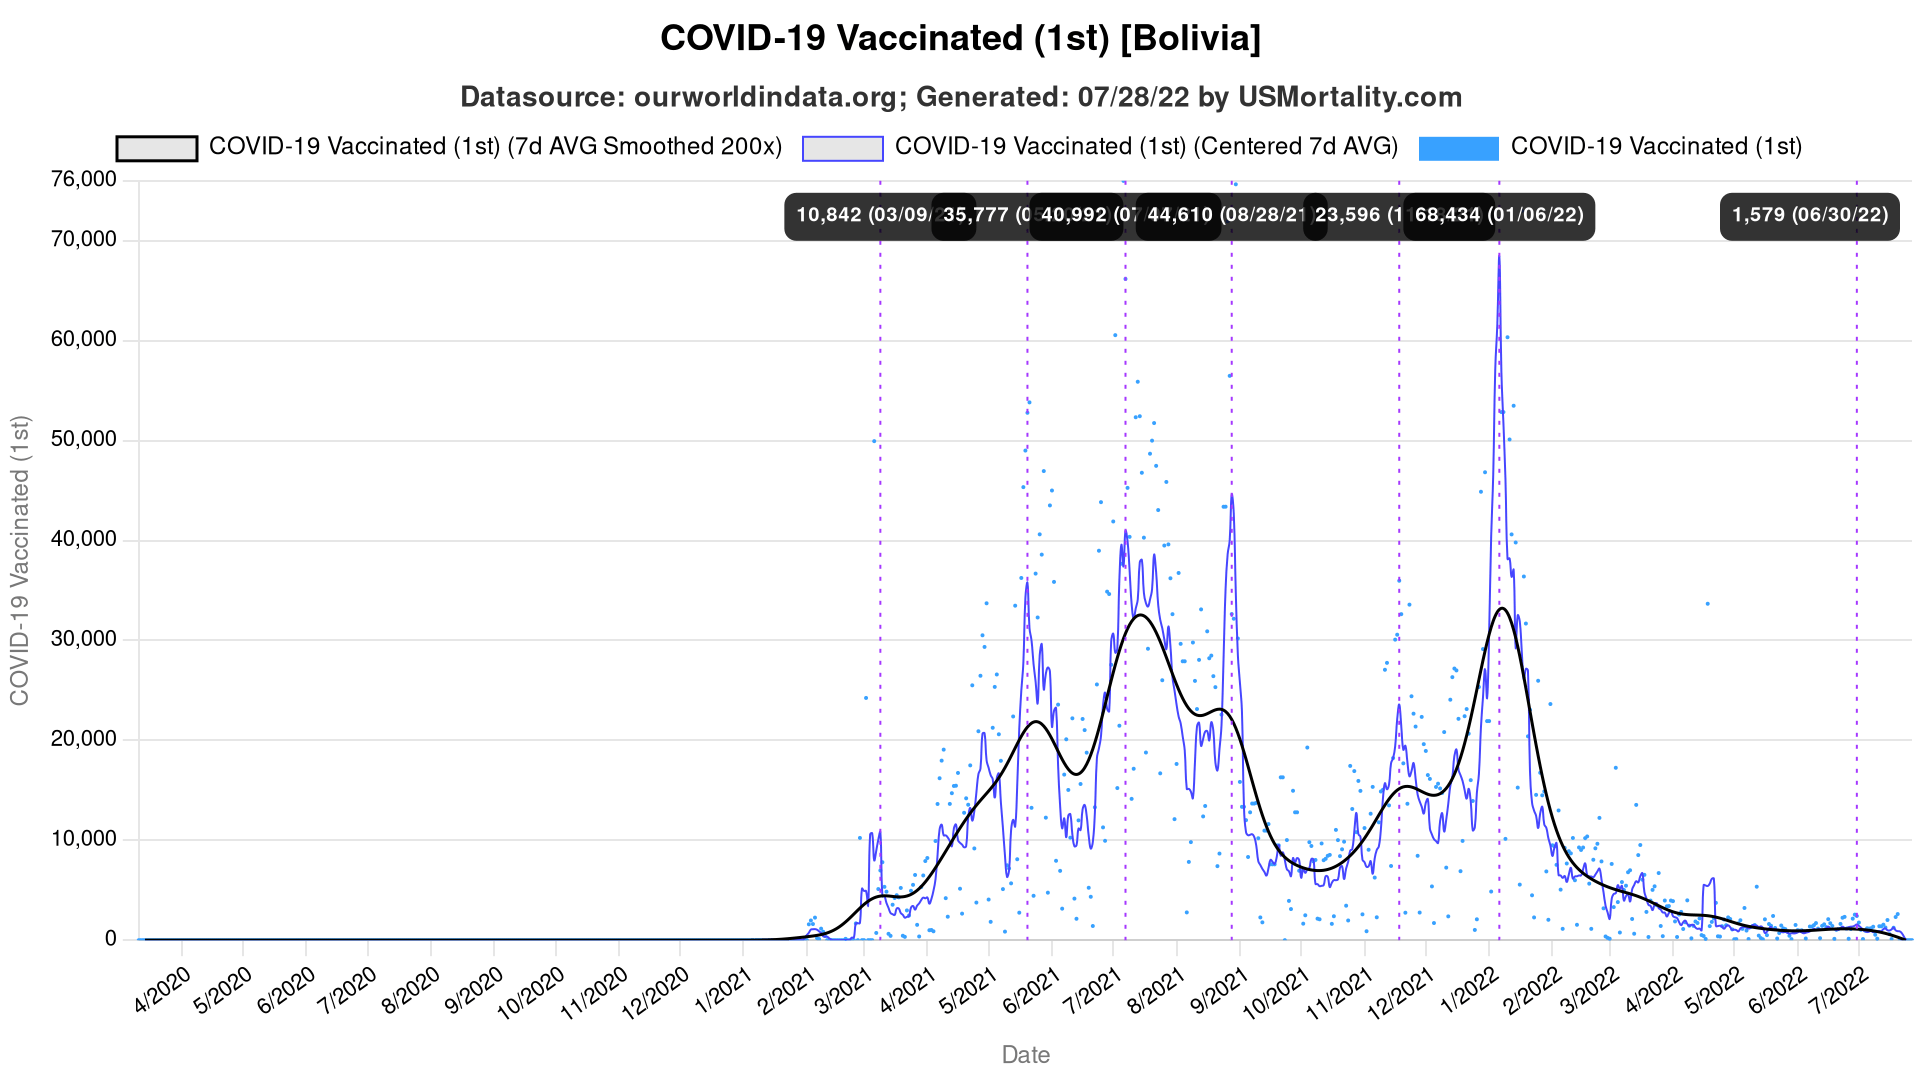 COVID-19 Vaccinated (1st) [Bolivia]
Datasource: ourworldindata.org; Generated: 07/28/22 by USMortality.com
COVID-19 Vaccinated (1st) (7d AVG Smoothed 200x) COVID-19 Vaccinated (1st) (Centered 7d AVG) COVID-19 Vaccinated (1st)
76,000
10,842 (03/09/ 35,777 (0 40,992 (07/ 44,610 (08/28/21) 23,596 (11 68,434 (01/06/22) 1,579 (06/30/22)
70,000
60,000
50,000
40,000
30,000
20,000
10,000
0
COVID-19 Vaccinated (1st)
4/2020 5/2020 6/2020 7/2020 8/2020 9/2020 10/2020 11/2020 12/2020 1/2021 2/2021 3/2021 4/2021 5/2021 6/2021 7/2021 8/2021 9/2021 10/2021 11/2021 12/2021 1/2022 2/2022 3/2022 4/2022 5/2022 6/2022 7/2022
Date